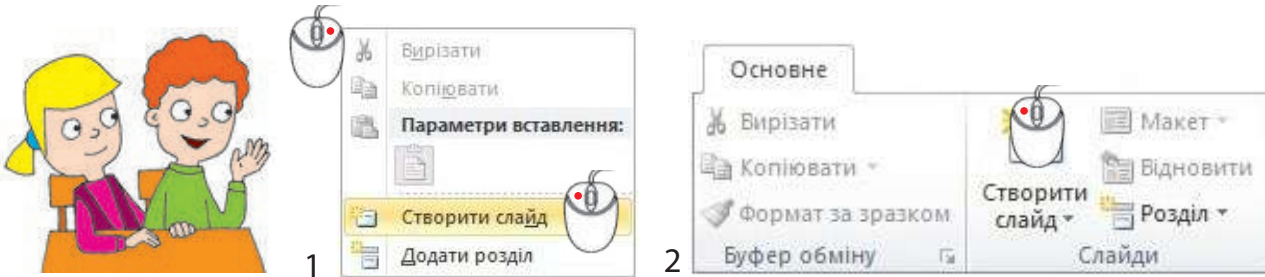 Вирізати
Копіювати
Параметри вставлення:
Створити слайд
Додати розділ
1
Основне
Вирізати
Копіювати
Формат за зразком
Буфер обміну
Створити
слайд
Макет
Відновити
Розділ
Слайди
2